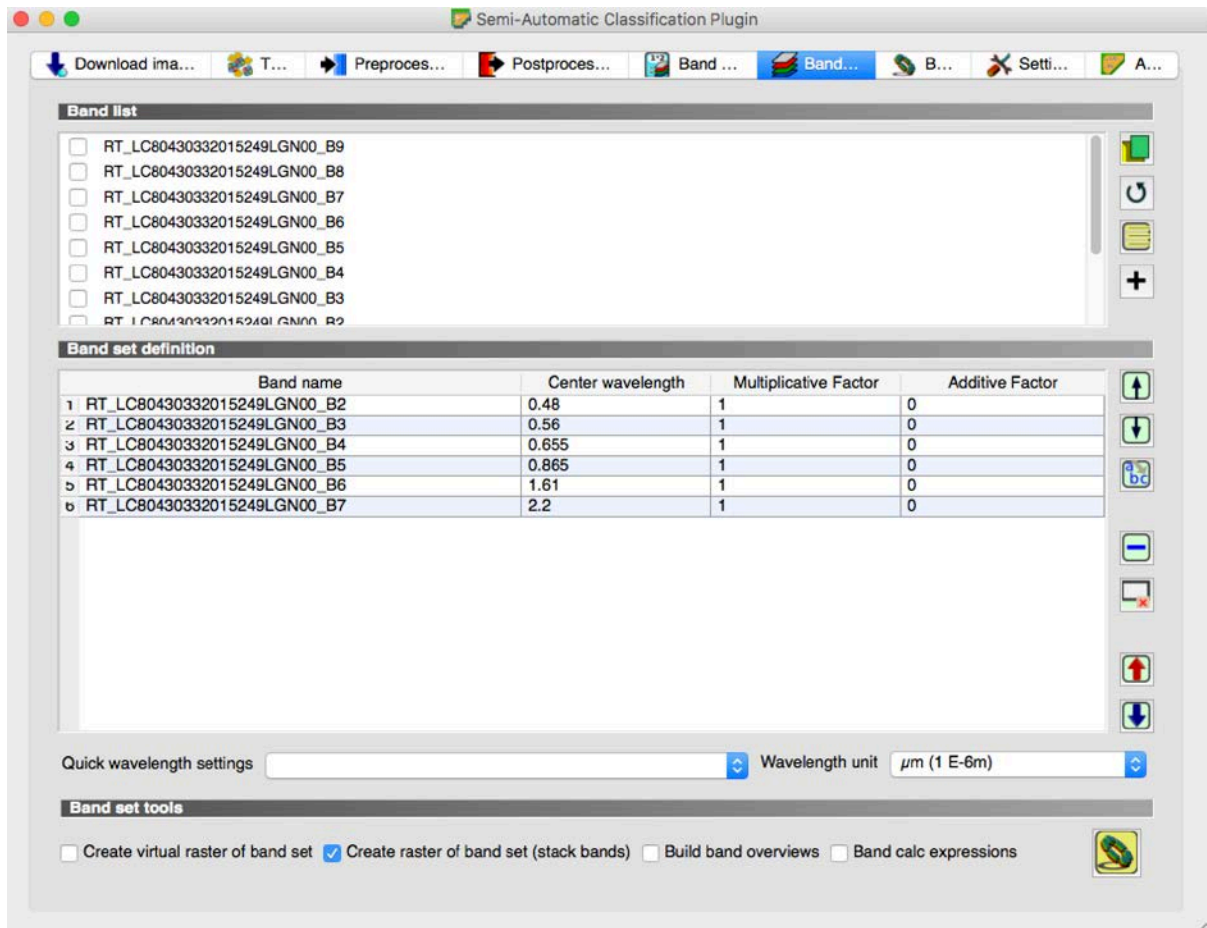 Semi-Automatic Classification Plugin
Download ima... T... Preproces... Postproces... Band ... Band... B... Setti... A...
Band list
RT_LC80430332015249LGN00_B9
RT_LC80430332015249LGN00_B8
RT_LC80430332015249LGN00_B7
RT_LC80430332015249LGN00_B6
RT_LC80430332015249LGN00_B5
RT_LC80430332015249LGN00_B4
RT_LC80430332015249LGN00_B3
RT_LC80430332015249LGN00_B2
Band set definition
Band name Center wavelength Multiplicative Factor Additive Factor
1 RT_LC80430332015249LGN00_B2 0.48 1 0
2 RT_LC80430332015249LGN00_B3 0.56 1 0
3 RT_LC80430332015249LGN00_B4 0.655 1 0
4 RT_LC80430332015249LGN00_B5 0.865 1 0
5 RT_LC80430332015249LGN00_B6 1.61 1 0
6 RT_LC80430332015249LGN00_B7 2.2 1 0
Quick wavelength settings Wavelength unit µm (1 E-6m)
Band set tools
Create virtual raster of band set Create raster of band set (stack bands) Build band overviews Band calc expressions